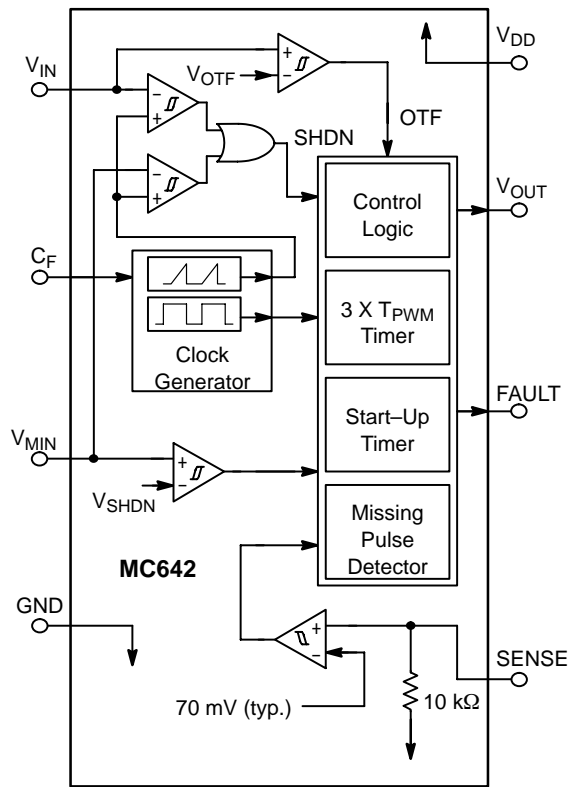 V_DD
V_IN
V_OTF
+
−
−
+
OTF
SHDN
−
+
Control
Logic
V_OUT
C_F
3 X T_PWM
Timer
Clock
Generator
Start–Up
Timer
FAULT
V_MIN
+
−
V_SHDN
Missing
Pulse
Detector
MC642
GND
+
−
SENSE
70 mV (typ.)
10 kΩ